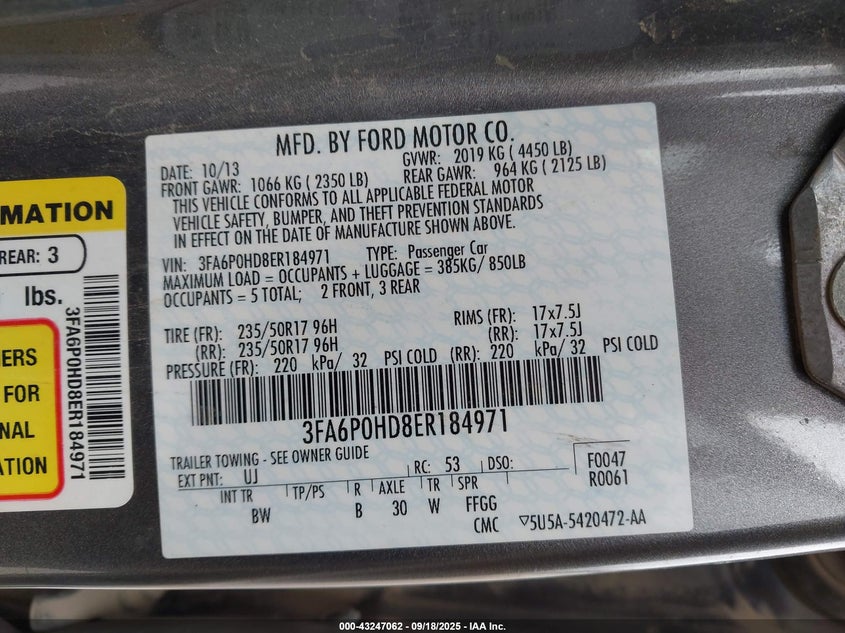 MFD. BY FORD MOTOR CO.
DATE: 10/13 GVWR: 2019 KG ( 4450 LB)
FRONT GAWR: 1066 KG ( 2350 LB) REAR GAWR: 964 KG ( 2125 LB)
THIS VEHICLE CONFORMS TO ALL APPLICABLE FEDERAL MOTOR
VEHICLE SAFETY, BUMPER, AND THEFT PREVENTION STANDARDS
IN EFFECT ON THE DATE OF MANUFACTURE SHOWN ABOVE.
VIN: 3FA6P0HD8ER184971 TYPE: Passenger Car
MAXIMUM LOAD = OCCUPANTS + LUGGAGE = 385KG/ 850LB
OCCUPANTS = 5 TOTAL; 2 FRONT, 3 REAR
TIRE (FR): 235/50R17 96H RIMS (FR): 17x7.5J
(RR): 235/50R17 96H (RR): 17x7.5J
PRESSURE (FR): 220 kPa/ 32 PSI COLD (RR): 220 kPa/ 32 PSI COLD
3FA6P0HD8ER184971
TRAILER TOWING - SEE OWNER GUIDE
EXT PNT: UJ RC: 53 DSO: F0047
R0061
INT TR TP/PS R AXLE TR SPR
BW B 30 W FFGG
CMC ▽5U5A-5420472-AA
MATION
REAR: 3
lbs.
ERS
FOR
NAL
ATION
3FA6P0HD8ER184971
000-43247062 - 09/18/2025 - IAA Inc.